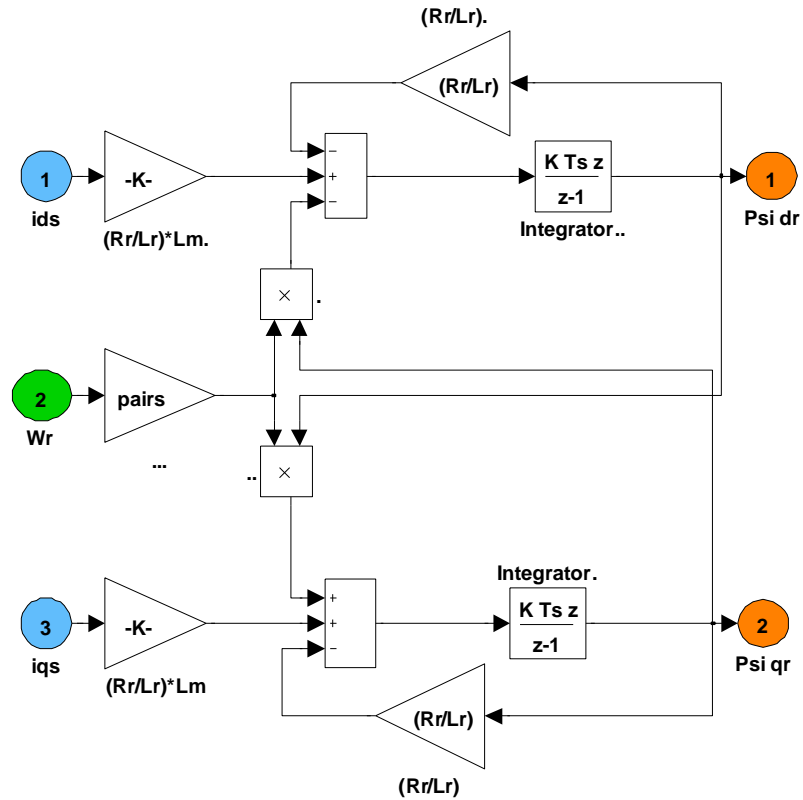 (Rr/Lr).
(Rr/Lr)
−
+
−
1
ids
-K-
(Rr/Lr)*Lm.
K Ts z
z-1
Integrator..
1
Psi dr
×
.
2
Wr
pairs
...
×
..
3
iqs
-K-
(Rr/Lr)*Lm
+
+
−
Integrator.
K Ts z
z-1
2
Psi qr
(Rr/Lr)
(Rr/Lr)